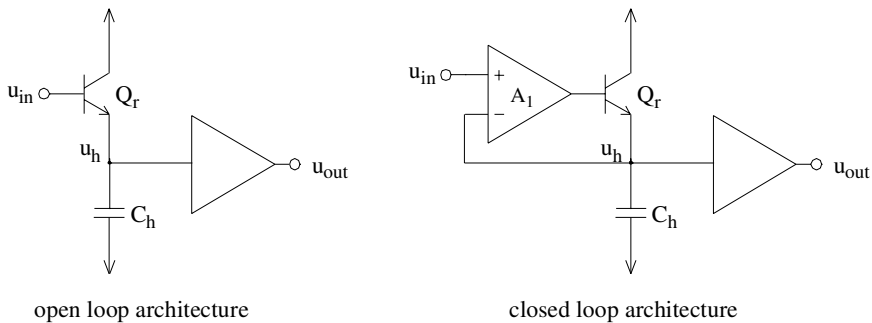 u_in
Q_r
u_h
C_h
u_out
open loop architecture
u_in
+
A_1
−
Q_r
u_h
C_h
u_out
closed loop architecture